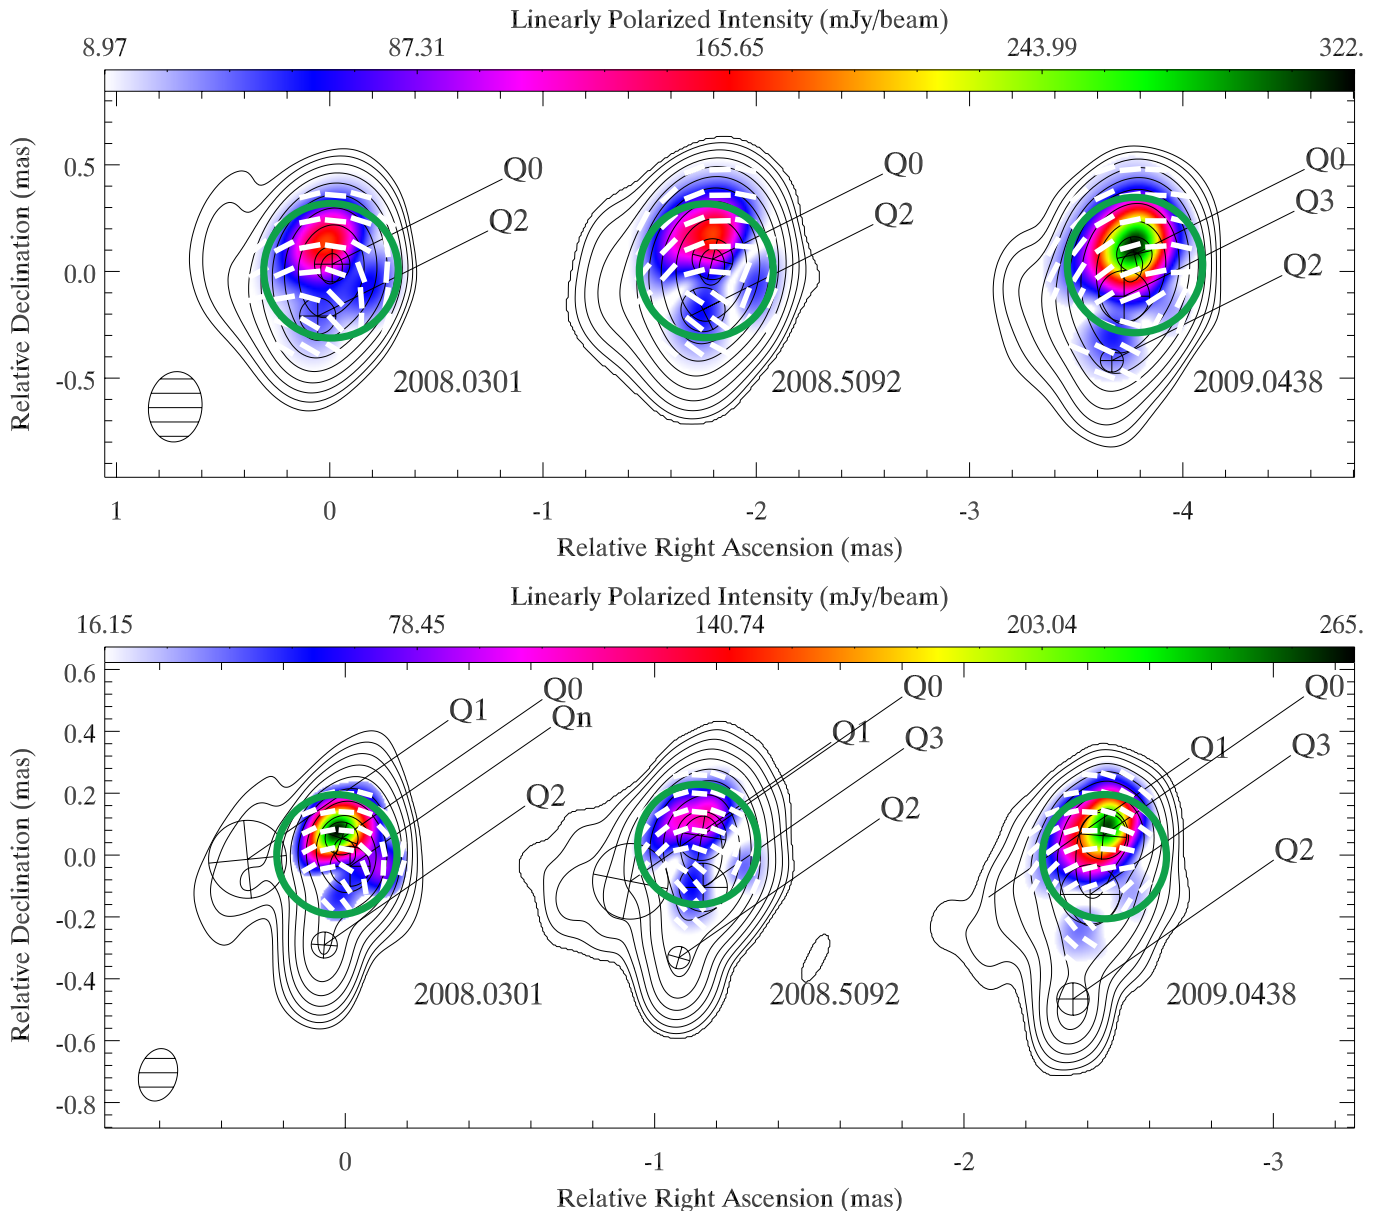 Linearly Polarized Intensity (mJy/beam)
8.97 87.31 165.65 243.99 322.
Relative Declination (mas)
0.5
0.0
-0.5
Q0
Q2
2008.0301
Q0
Q2
2008.5092
Q0
Q3
Q2
2009.0438
1 0 -1 -2 -3 -4
Relative Right Ascension (mas)
Linearly Polarized Intensity (mJy/beam)
16.15 78.45 140.74 203.04 265.
Relative Declination (mas)
0.6
0.4
0.2
0.0
-0.2
-0.4
-0.6
-0.8
Q1
Q0
Qn
Q2
2008.0301
Q0
Q1
Q3
Q2
2008.5092
Q0
Q1
Q3
Q2
2009.0438
0 -1 -2 -3
Relative Right Ascension (mas)